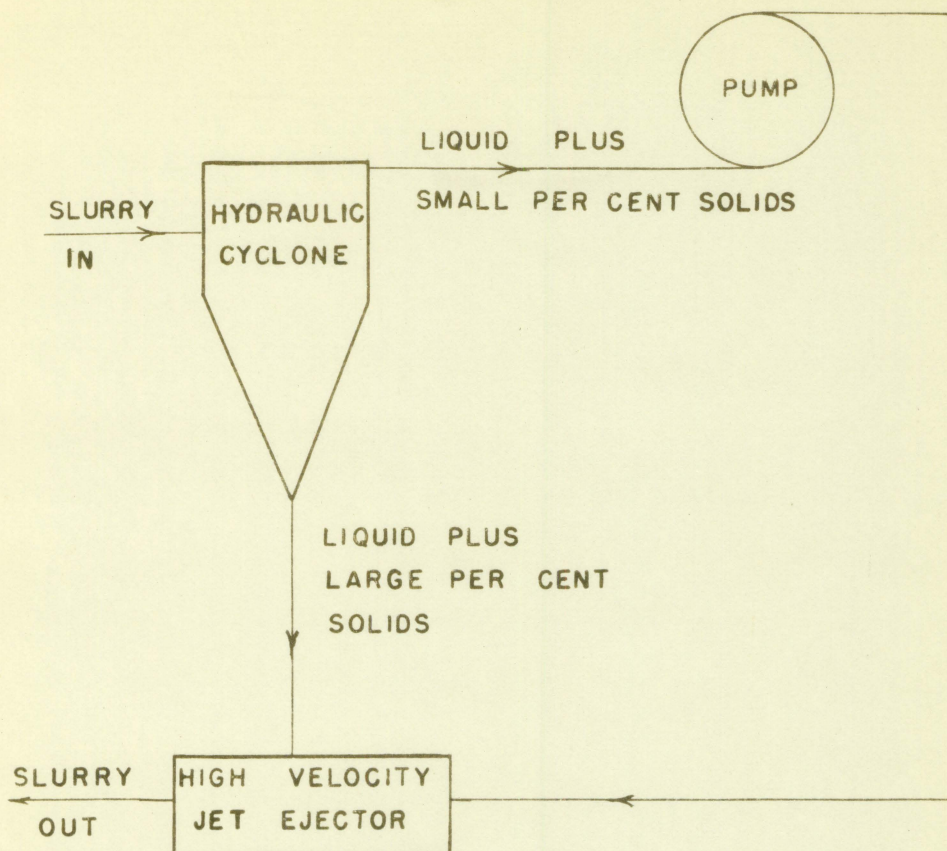 PUMP
LIQUID PLUS
SMALL PER CENT SOLIDS
SLURRY
IN
HYDRAULIC
CYCLONE
LIQUID PLUS
LARGE PER CENT
SOLIDS
SLURRY
OUT
HIGH VELOCITY
JET EJECTOR